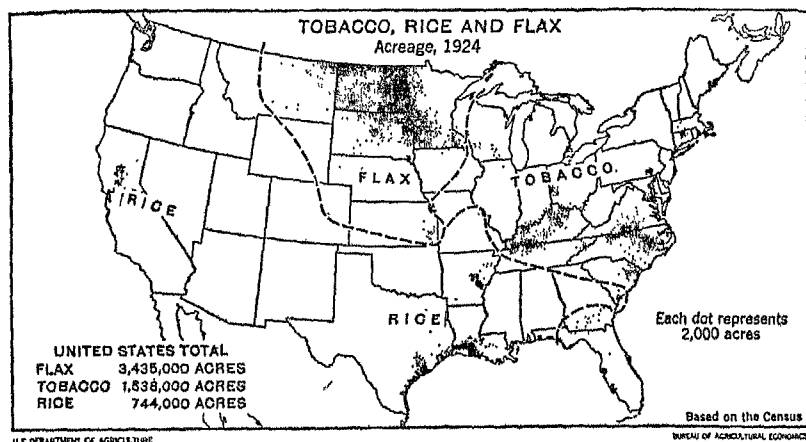 TOBACCO, RICE AND FLAX
Acreage, 1924
FLAX
TOBACCO
RICE
RICE
Each dot represents
2,000 acres
UNITED STATES TOTAL
FLAX 3,435,000 ACRES
TOBACCO 1,538,000 ACRES
RICE 744,000 ACRES
Based on the Census
U.S. DEPARTMENT OF AGRICULTURE
BUREAU OF AGRICULTURAL ECONOMICS